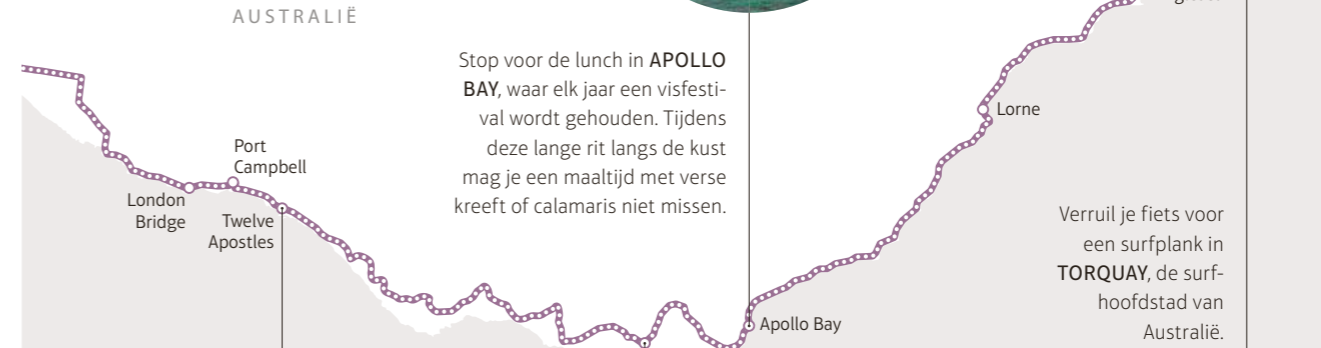 AUSTRALIË
Stop voor de lunch in APOLLO
BAY, waar elk jaar een visfesti-
val wordt gehouden. Tijdens
deze lange rit langs de kust
mag je een maaltijd met verse
kreeft of calamaris niet missen.
Port
Campbell
London
Bridge
Twelve
Apostles
Lorne
Apollo Bay
Verruil je fiets voor
een surfplank in
TORQUAY, de surf-
hoofdstad van
Australië.